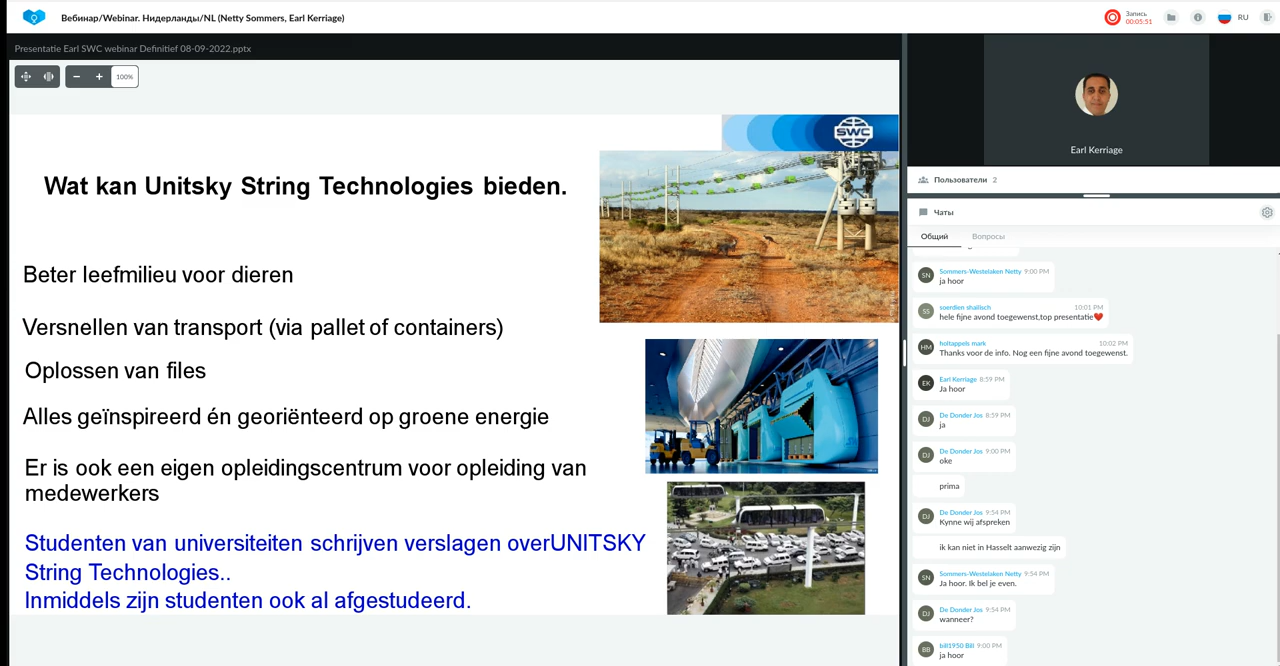 Вебинар/Webinar. Нидерланды/NL (Netty Sommers, Earl Kerriage)
Запись
00:05:51
RU
Presentatie Earl SWC webinar Definitief 08-09-2022.pptx
100%
SWC
Wat kan Unitsky String Technologies bieden.
Beter leefmilieu voor dieren
Versnellen van transport (via pallet of containers)
Oplossen van files
Alles geïnspireerd én georiënteerd op groene energie
Er is ook een eigen opleidingscentrum voor opleiding van
medewerkers
Studenten van universiteiten schrijven verslagen overUNITSKY
String Technologies..
Inmiddels zijn studenten ook al afgestudeerd.
Earl Kerriage
Пользователи 2
Чаты
Общий Вопросы
SN
Sommers-Westelaken Netty 9:00 PM
ja hoor
SS
soerdien shailisch 10:01 PM
hele fijne avond toegewenst,top presentatie❤️
HM
holtappels mark 10:02 PM
Thanks voor de info. Nog een fijne avond toegewenst.
EK
Earl Kerriage 8:59 PM
Ja hoor
DJ
De Donder Jos 8:59 PM
ja
DJ
De Donder Jos 9:00 PM
oke
prima
DJ
De Donder Jos 9:54 PM
Kynne wij afspreken
ik kan niet in Hasselt aanwezig zijn
SN
Sommers-Westelaken Netty 9:54 PM
Ja hoor. Ik bel je even.
DJ
De Donder Jos 9:54 PM
wanneer?
BB
bill1950 Bill 9:00 PM
ja hoor